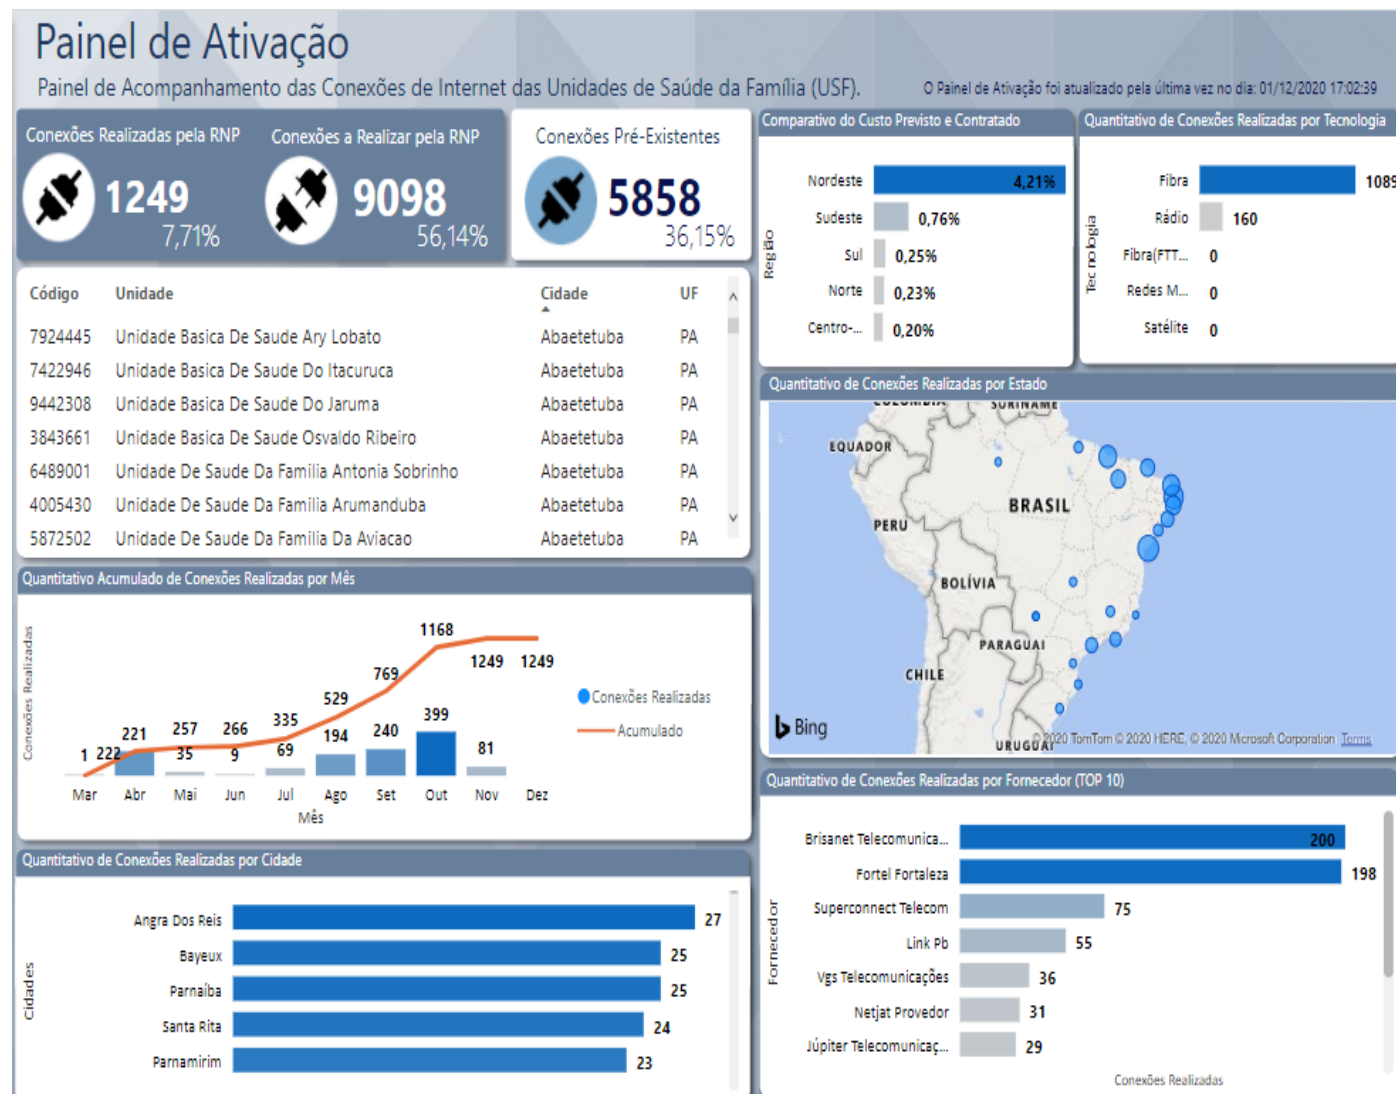 Painel de Ativação
Painel de Acompanhamento das Conexões de Internet das Unidades de Saúde da Família (USF).
O Painel de Ativação foi atualizado pela última vez no dia: 01/12/2020 17:02:39
Conexões Realizadas pela RNP
1249
7,71%
Conexões a Realizar pela RNP
9098
56,14%
Conexões Pré-Existentes
5858
36,15%
Código Unidade Cidade UF
7924445 Unidade Basica De Saude Ary Lobato Abaetetuba PA
7422946 Unidade Basica De Saude Do Itacuruca Abaetetuba PA
9442308 Unidade Basica De Saude Do Jaruma Abaetetuba PA
3843661 Unidade Basica De Saude Osvaldo Ribeiro Abaetetuba PA
6489001 Unidade De Saude Da Familia Antonia Sobrinho Abaetetuba PA
4005430 Unidade De Saude Da Familia Arumanduba Abaetetuba PA
5872502 Unidade De Saude Da Familia Da Aviacao Abaetetuba PA
Comparativo do Custo Previsto e Contratado
Região
Nordeste 4,21%
Sudeste 0,76%
Sul 0,25%
Norte 0,23%
Centro-... 0,20%
Quantitativo de Conexões Realizadas por Tecnologia
Tecnologia
Fibra 1089
Rádio 160
Fibra(FTT... 0
Redes M... 0
Satélite 0
Quantitativo de Conexões Realizadas por Estado
COLUMBIA
SURINAME
EQUADOR
BRASIL
PERU
BOLÍVIA
PARAGUAI
CHILE
URUGUAI
Bing
© 2020 TomTom © 2020 HERE, © 2020 Microsoft Corporation Terms
Quantitativo Acumulado de Conexões Realizadas por Mês
Conexões Realizadas
1168
1249 1249
769
529
399
335
240
194
221 257 266
1 222 35 9 69
81
Mar Abr Mai Jun Jul Ago Set Out Nov Dez
Mês
Conexões Realizadas
Acumulado
Quantitativo de Conexões Realizadas por Cidade
Cidades
Angra Dos Reis 27
Bayeux 25
Parnaíba 25
Santa Rita 24
Parnamirim 23
Quantitativo de Conexões Realizadas por Fornecedor (TOP 10)
Fornecedor
Brisanet Telecomunica... 200
Fortel Fortaleza 198
Superconnect Telecom 75
Link Pb 55
Vgs Telecomunicações 36
Netjat Provedor 31
Júpiter Telecomunicaç... 29
Conexões Realizadas